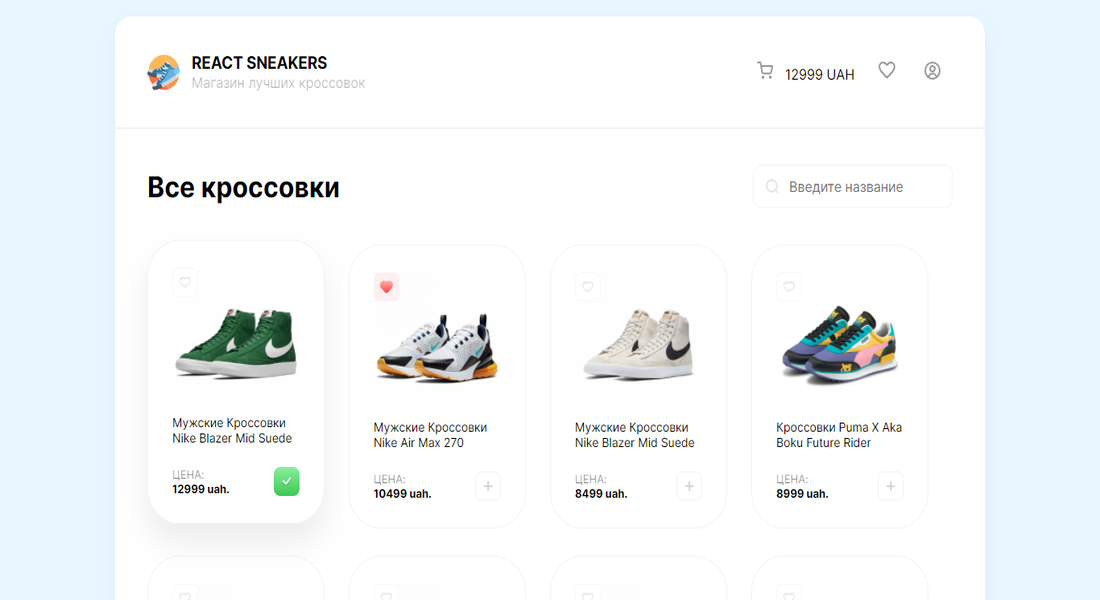 REACT SNEAKERS
Магазин лучших кроссовок
12999 UAH
Все кроссовки
Введите название
Мужские Кроссовки
Nike Blazer Mid Suede
ЦЕНА:
12999 uah.
Мужские Кроссовки
Nike Air Max 270
ЦЕНА:
10499 uah.
Мужские Кроссовки
Nike Blazer Mid Suede
ЦЕНА:
8499 uah.
Кроссовки Puma X Aka
Boku Future Rider
ЦЕНА:
8999 uah.